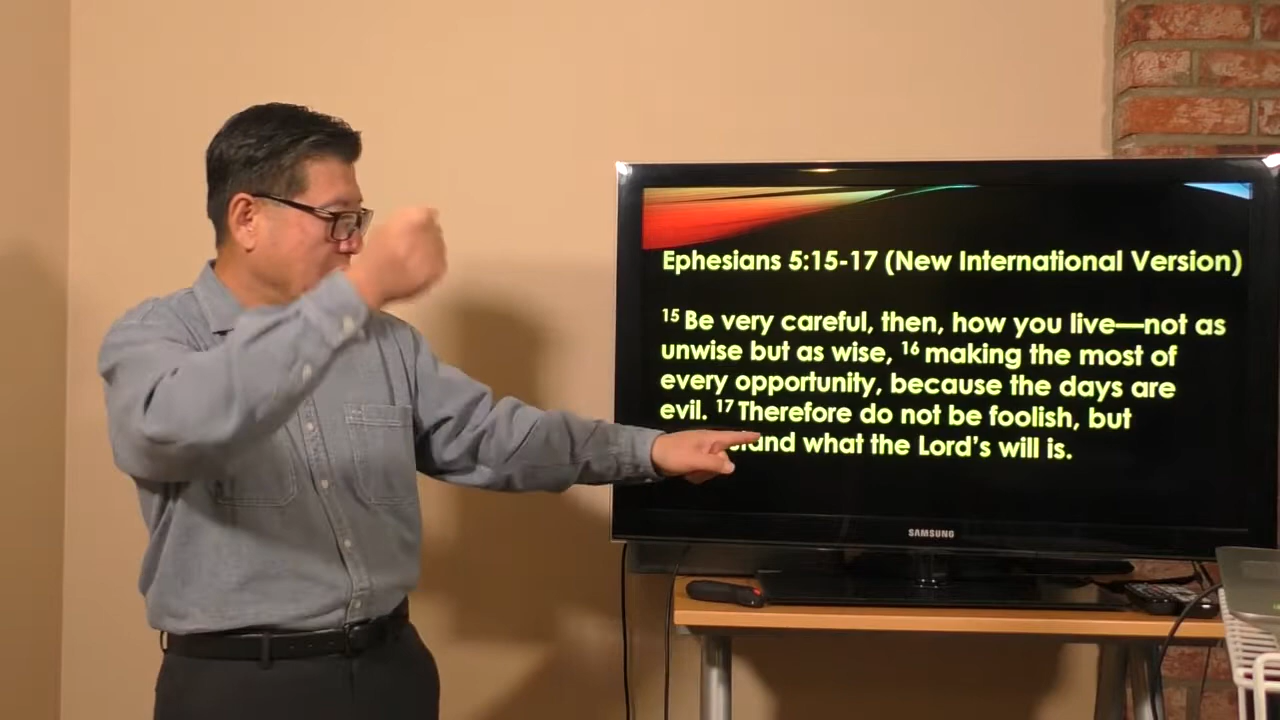 Ephesians 5:15-17 (New International Version)
15 Be very careful, then, how you live—not as
unwise but as wise, 16 making the most of
every opportunity, because the days are
evil. 17 Therefore do not be foolish, but
what the Lord's will is.
SAMSUNG